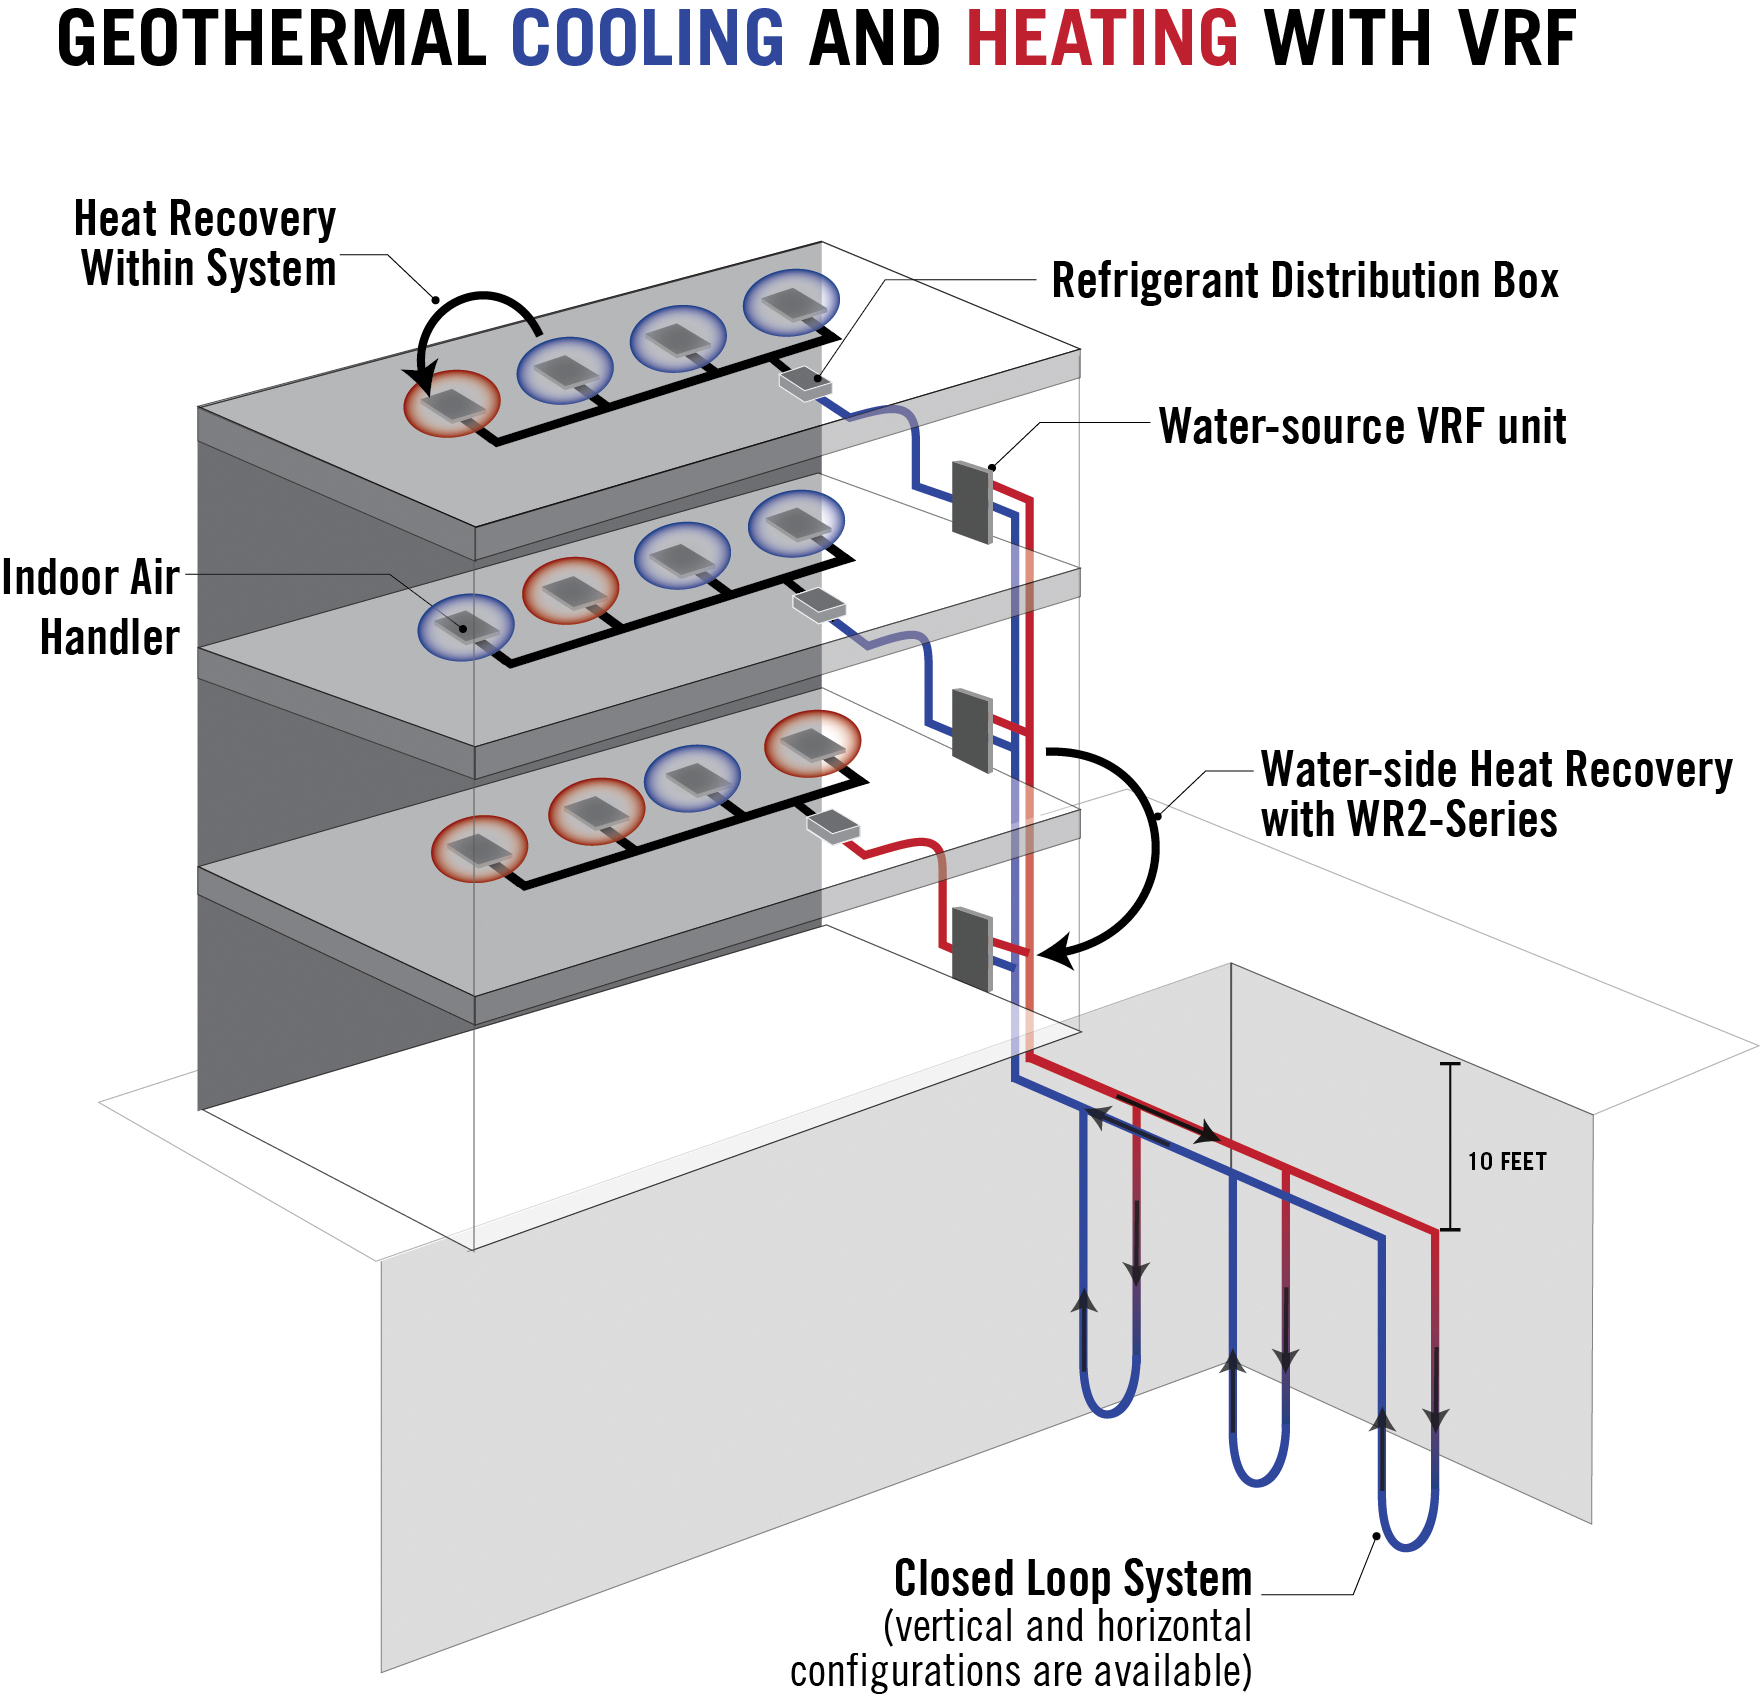 GEOTHERMAL COOLING AND HEATING WITH VRF
Heat Recovery
Within System
Refrigerant Distribution Box
Water-source VRF unit
Indoor Air
Handler
Water-side Heat Recovery
with WR2-Series
10 FEET
Closed Loop System
(vertical and horizontal
configurations are available)